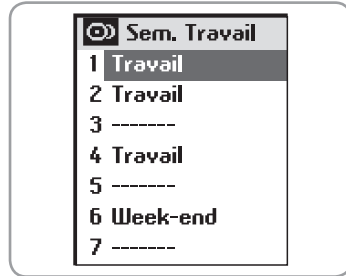 Sem. Travail
1 Travail
2 Travail
3 -------
4 Travail
5 -------
6 Week-end
7 -------